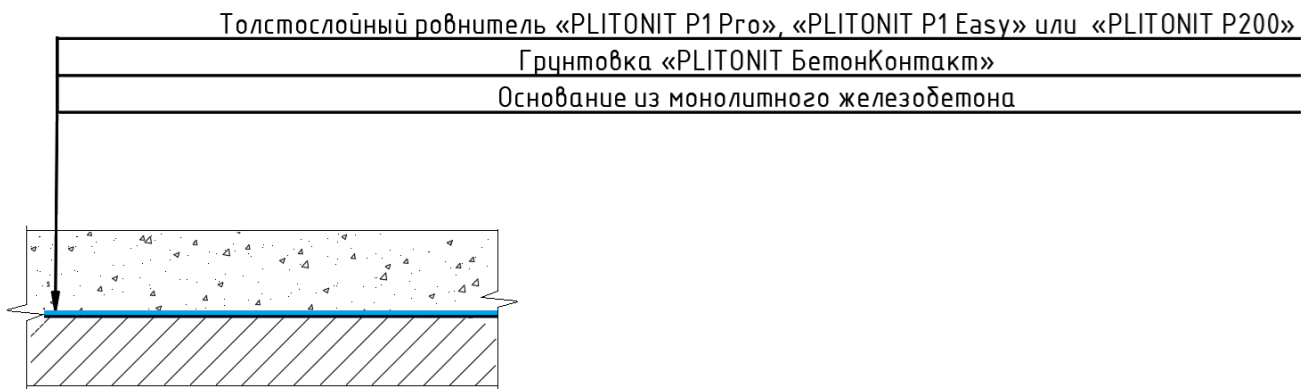 Толстослойный ровнитель «PLITONIT P1 Pro», «PLITONIT P1 Easy» или «PLITONIT P200»
Грунтовка «PLITONIT БетонКонтакт»
Основание из монолитного железобетона